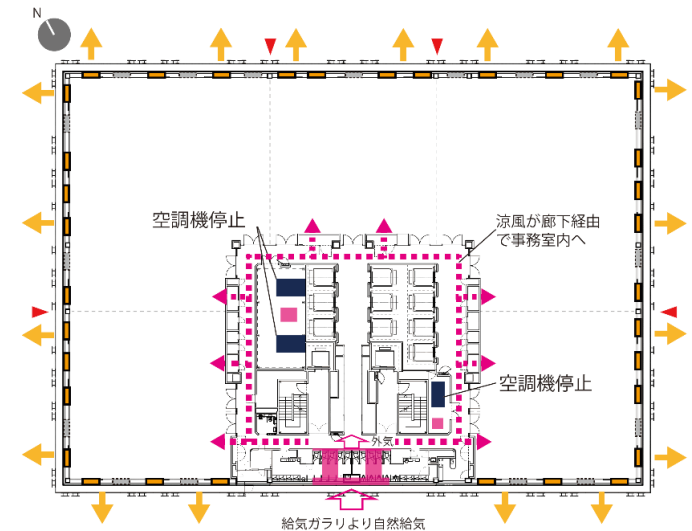 N
空調機停止
涼風が廊下経由
で事務室内へ
空調機停止
外気
給気ガラリより自然給気